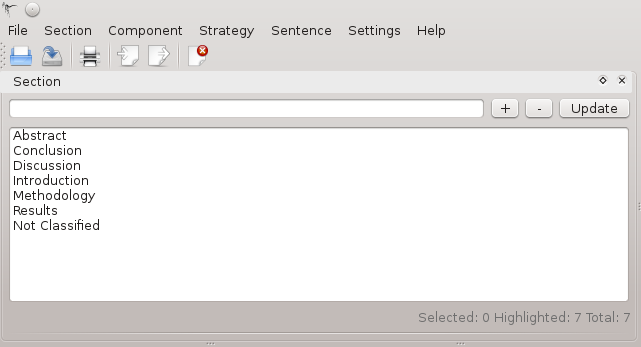 File Section Component Strategy Sentence Settings Help
Section
+ - Update
Abstract
Conclusion
Discussion
Introduction
Methodology
Results
Not Classified
Selected: 0 Highlighted: 7 Total: 7